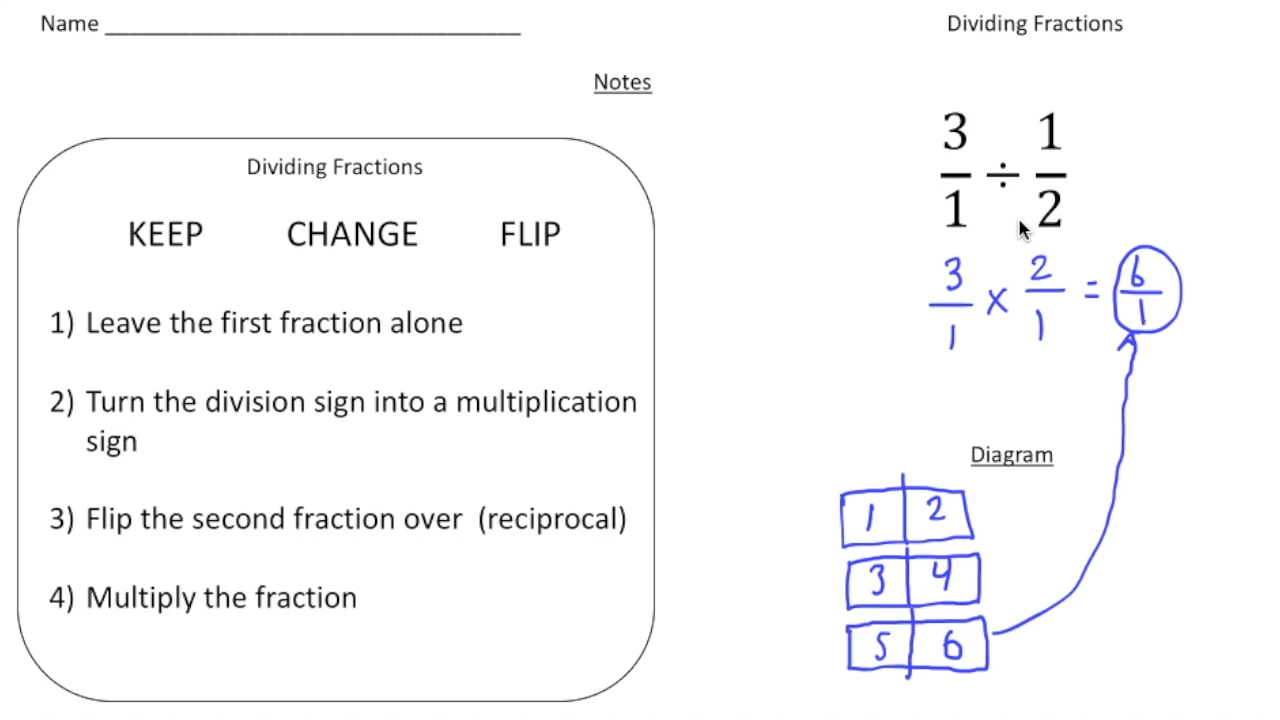 Name ______________________________ Dividing Fractions
Notes
Dividing Fractions
KEEP CHANGE FLIP
1) Leave the first fraction alone
2) Turn the division sign into a multiplication
sign
3) Flip the second fraction over (reciprocal)
4) Multiply the fraction
3/1 ÷ 1/2
3/1 x 2/1 = 6/1
Diagram
1 2
3 4
5 6